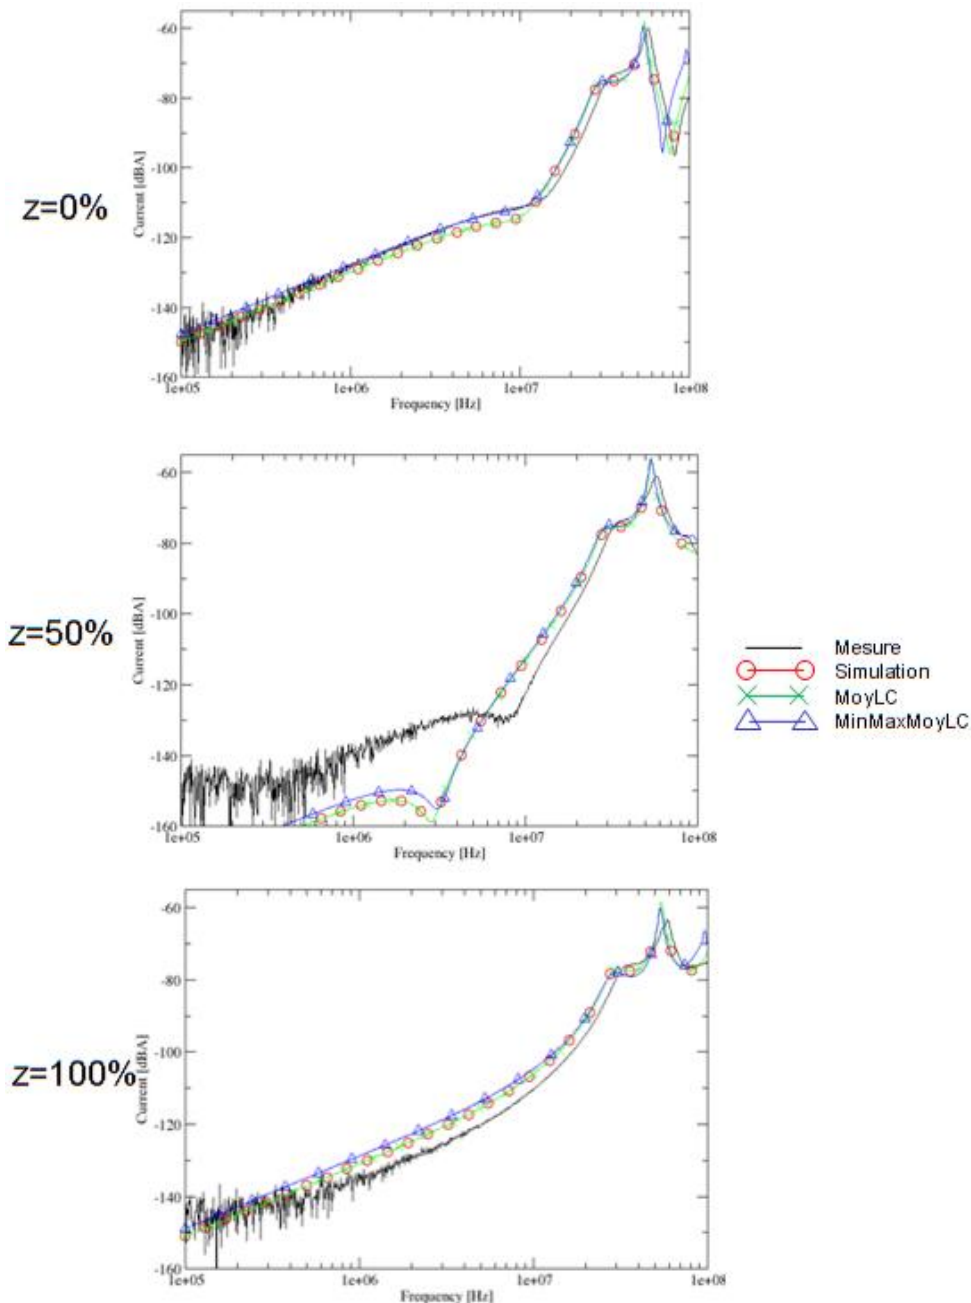 -60
-80
-100
-120
-140
-160
Current [dBA]
z=0%
1e+05
1e+06
1e+07
1e+08
Frequency [Hz]
-60
-80
-100
-120
-140
-160
Current [dBA]
z=50%
1e+05
1e+06
1e+07
1e+08
Frequency [Hz]
Mesure
Simulation
MoyLC
MinMaxMoyLC
-60
-80
-100
-120
-140
-160
Current [dBA]
z=100%
1e+05
1e+06
1e+07
1e+08
Frequency [Hz]